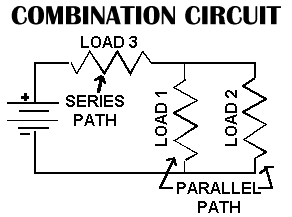 COMBINATION CIRCUIT
LOAD 3
SERIES
PATH
LOAD 1
LOAD 2
+
-
PARALLEL
PATH